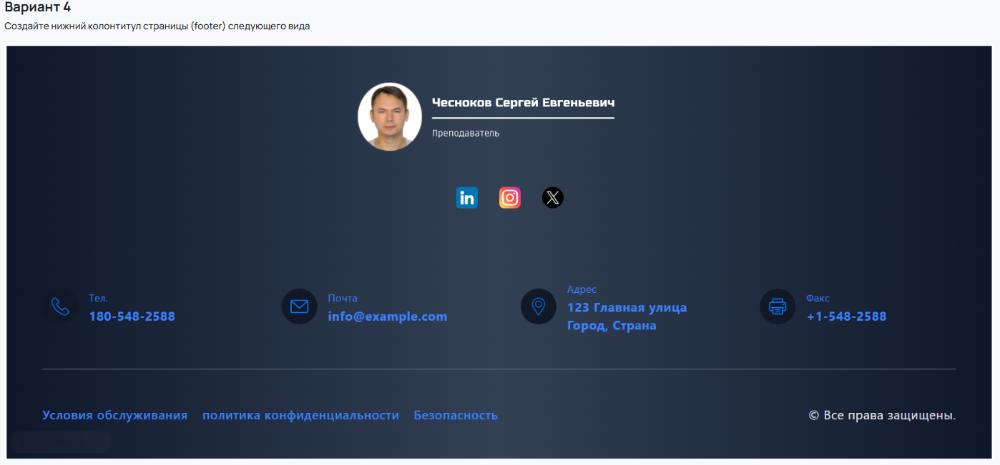 Вариант 4
Создайте нижний колонтитул страницы (footer) следующего вида
Чесноков Сергей Евгеньевич
Преподаватель
in
Тел.
180-548-2588
Почта
info@example.com
Адрес
123 Главная улица
Город, Страна
Факс
+1-548-2588
Условия обслуживания политика конфиденциальности Безопасность
© Все права защищены.